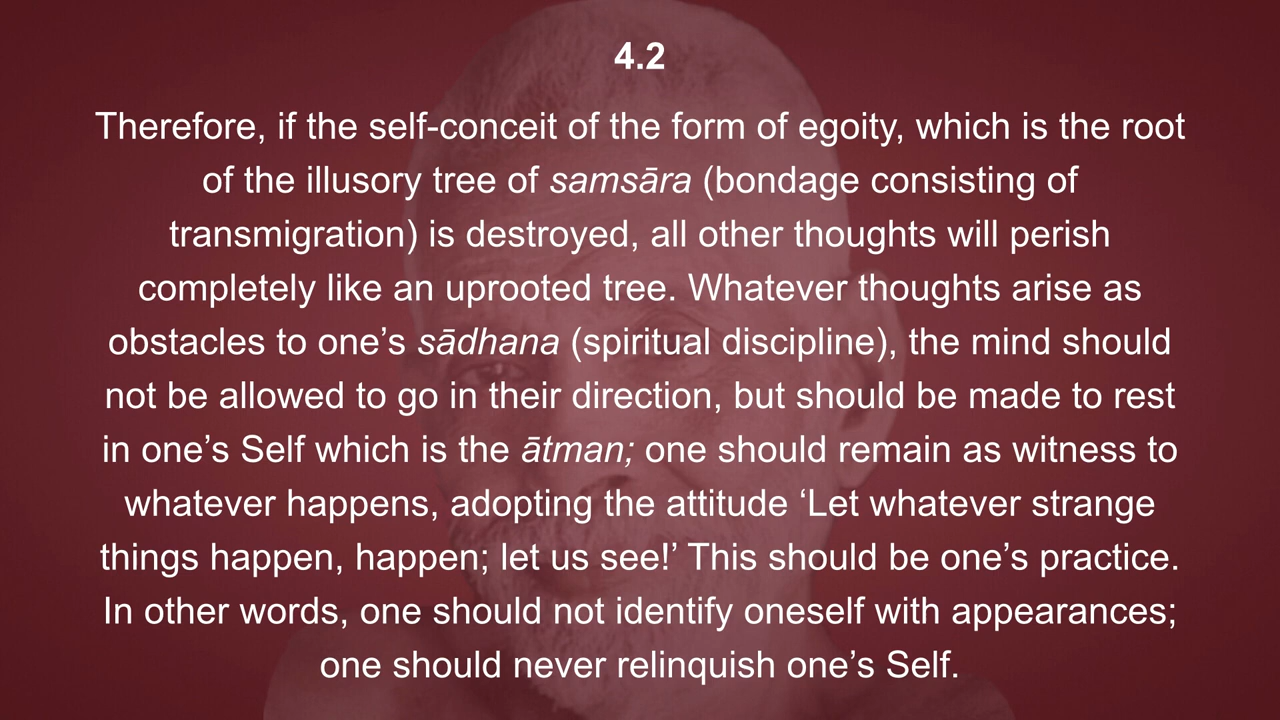 4.2
Therefore, if the self-conceit of the form of egoity, which is the root
of the illusory tree of samsāra (bondage consisting of
transmigration) is destroyed, all other thoughts will perish
completely like an uprooted tree. Whatever thoughts arise as
obstacles to one’s sādhana (spiritual discipline), the mind should
not be allowed to go in their direction, but should be made to rest
in one’s Self which is the ātman; one should remain as witness to
whatever happens, adopting the attitude ‘Let whatever strange
things happen, happen; let us see!’ This should be one’s practice.
In other words, one should not identify oneself with appearances;
one should never relinquish one’s Self.